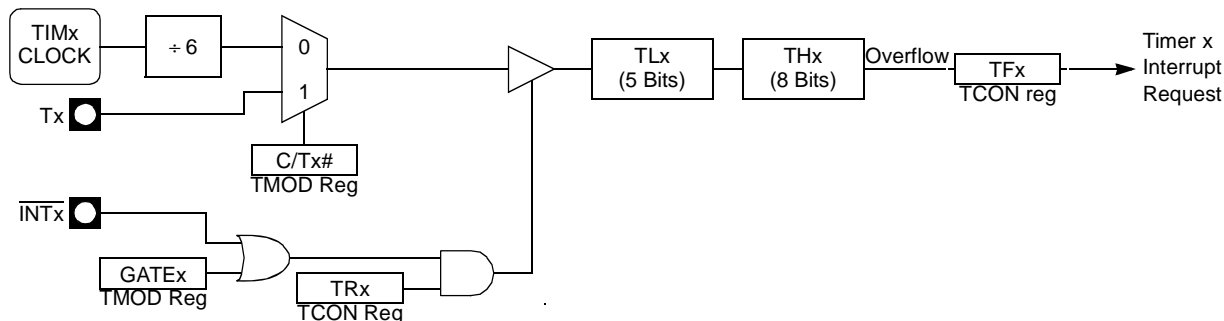 TIMx
CLOCK
÷ 6
0
1
Tx
C/Tx#
TMOD Reg
TLx
(5 Bits)
THx
(8 Bits)
Overflow
TFx
TCON reg
Timer x
Interrupt
Request
INTx
GATEx
TMOD Reg
TRx
TCON Reg